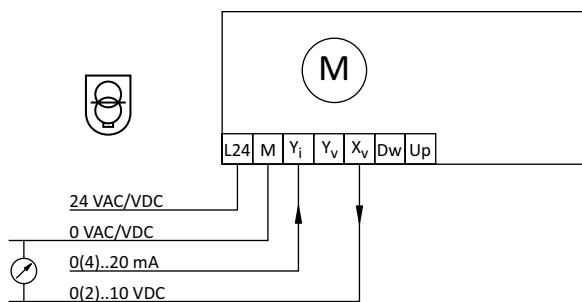 M
L24 M Yi Yv Xv Dw Up
24 VAC/VDC
0 VAC/VDC
0(4)..20 mA
0(2)..10 VDC